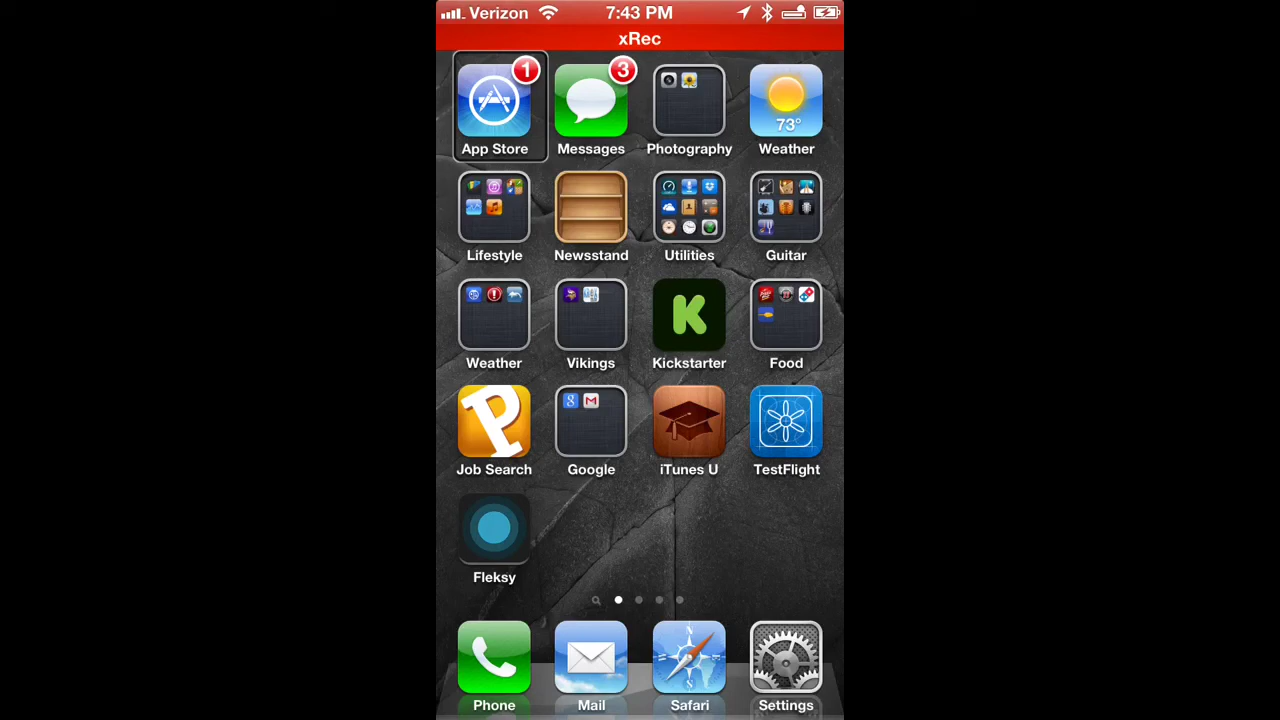 Verizon 7:43 PM
xRec
1 3
73°
App Store Messages Photography Weather
Lifestyle Newsstand Utilities Guitar
Weather Vikings Kickstarter Food
K
P
Job Search Google iTunes U TestFlight
Fleksy
N
W E
S
Phone Mail Safari Settings